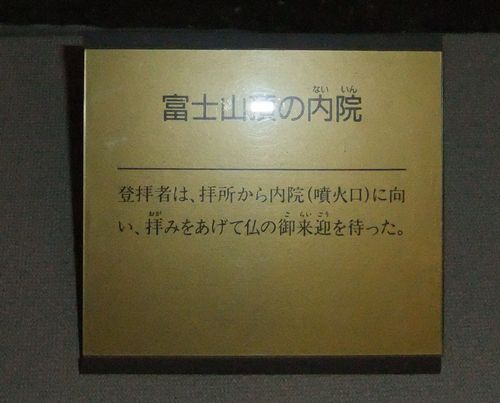 富士山頂の内院
登拝者は、拝所から内院(噴火口)に向
い、拝みをあげて仏の御来迎を待った。